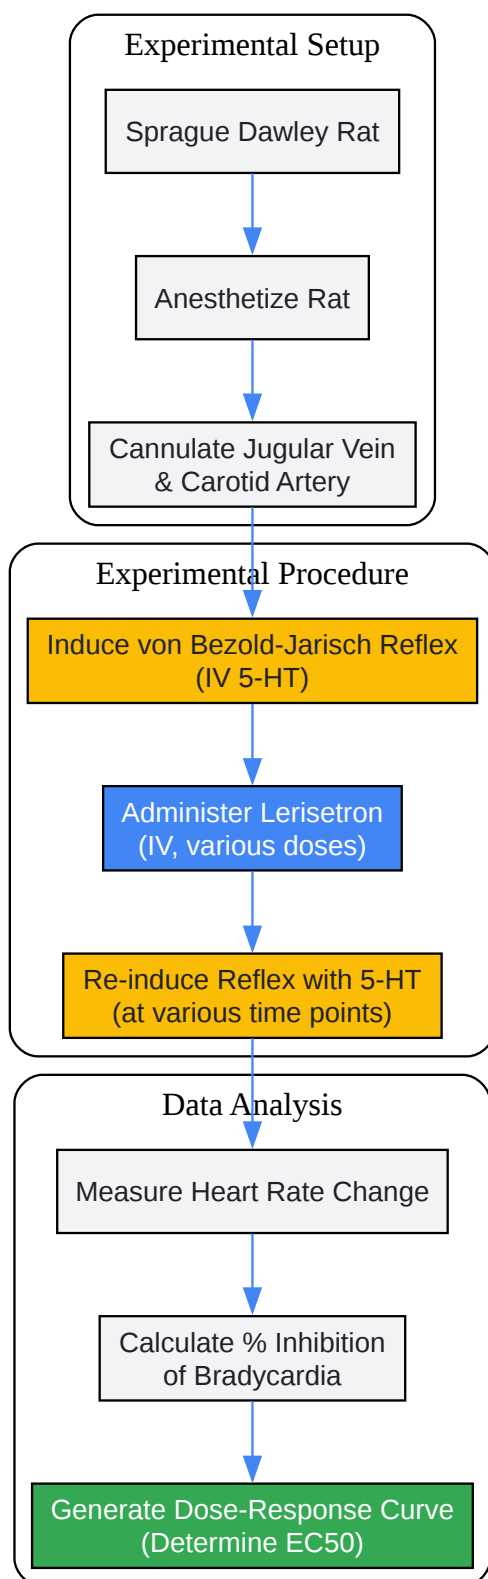 Experimental Setup
Sprague Dawley Rat
Anesthetize Rat
Cannulate Jugular Vein
& Carotid Artery
Experimental Procedure
Induce von Bezold-Jarisch Reflex
(IV 5-HT)
Administer Lerisetron
(IV, various doses)
Re-induce Reflex with 5-HT
(at various time points)
Data Analysis
Measure Heart Rate Change
Calculate % Inhibition
of Bradycardia
Generate Dose-Response Curve
(Determine EC50)